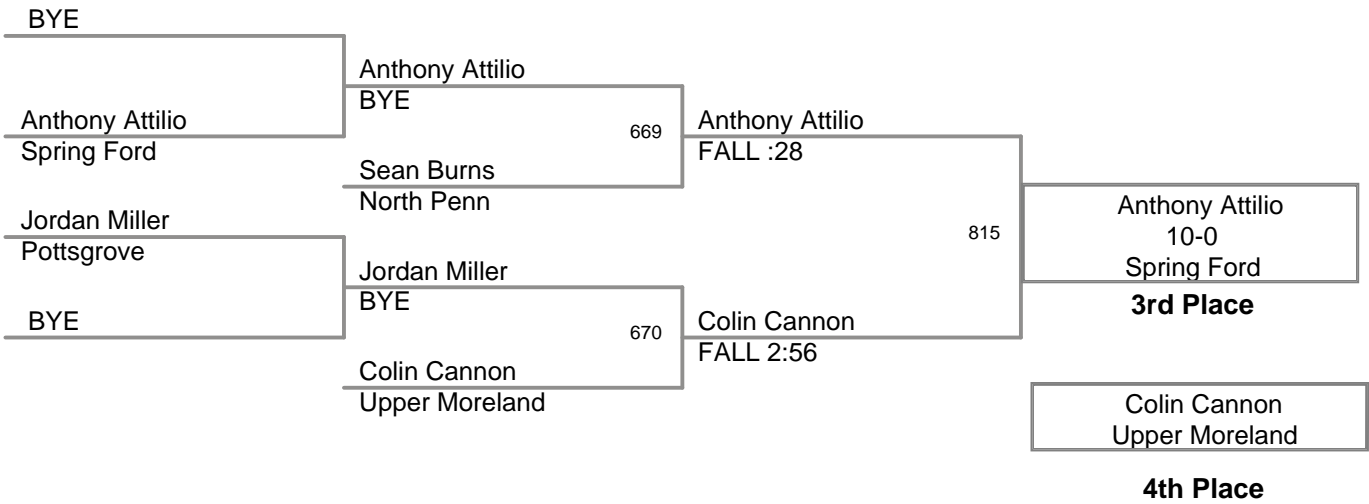 BYE
Anthony Attilio
Spring Ford
Jordan Miller
Pottsgrove
BYE
Anthony Attilio
BYE
669
Sean Burns
North Penn
Jordan Miller
BYE
670
Colin Cannon
Upper Moreland
Anthony Attilio
FALL :28
815
Colin Cannon
FALL 2:56
Anthony Attilio
10-0
Spring Ford
3rd Place
Colin Cannon
Upper Moreland
4th Place